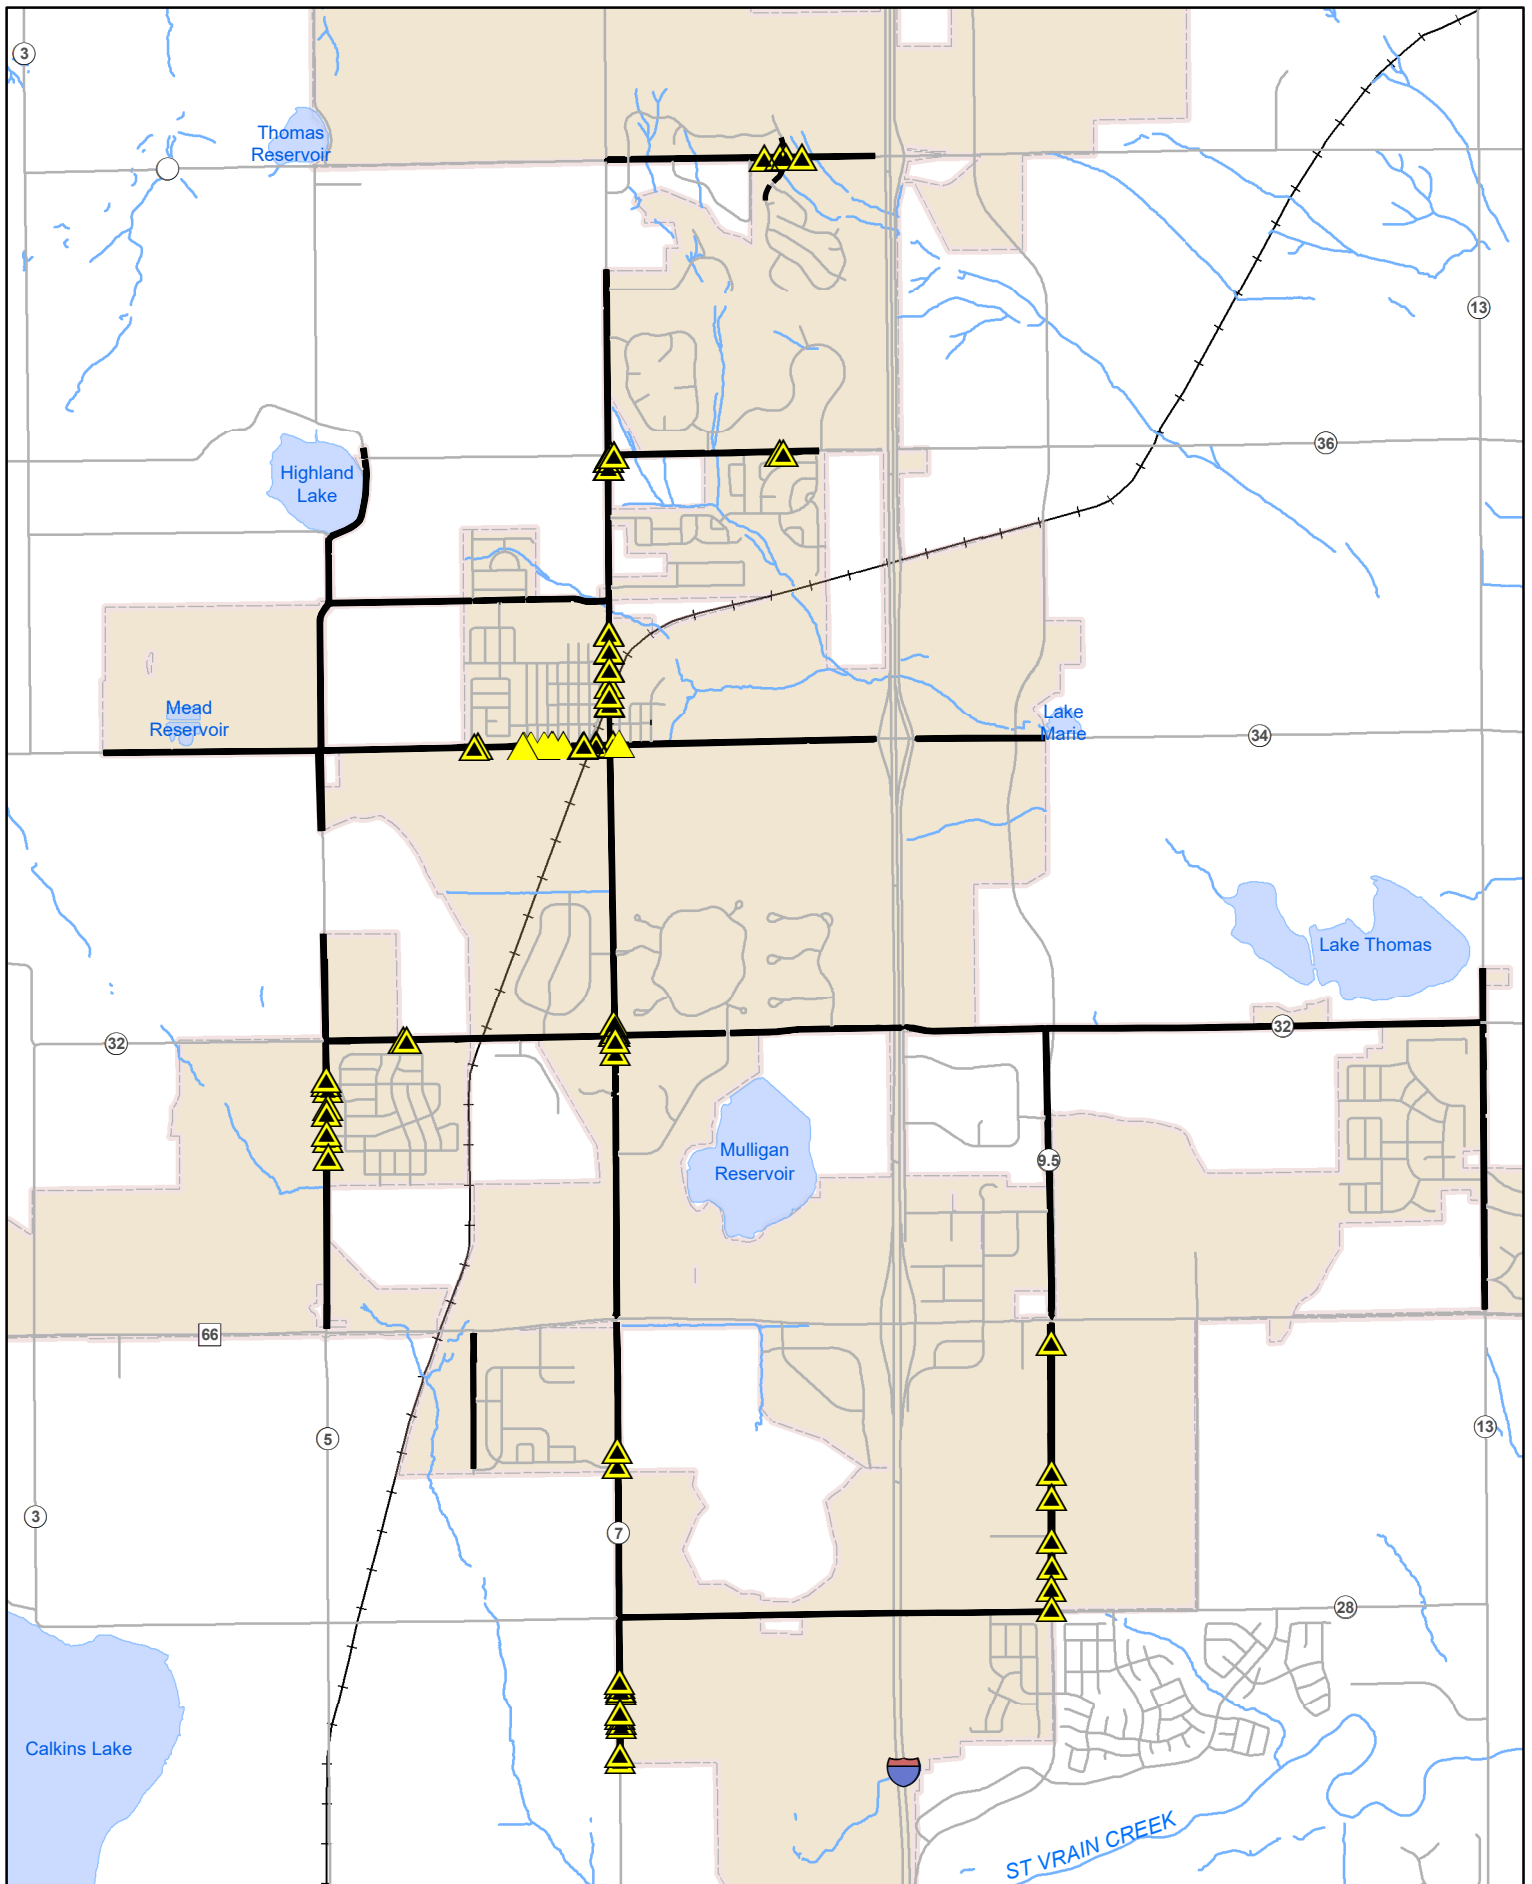 3
Thomas
Reservoir
13
36
Highland
Lake
Mead
Reservoir
Lake
Marie
34
Lake Thomas
32
32
Mulligan
Reservoir
9.5
66
5
13
3
7
28
Calkins Lake
ST VRAIN CREEK